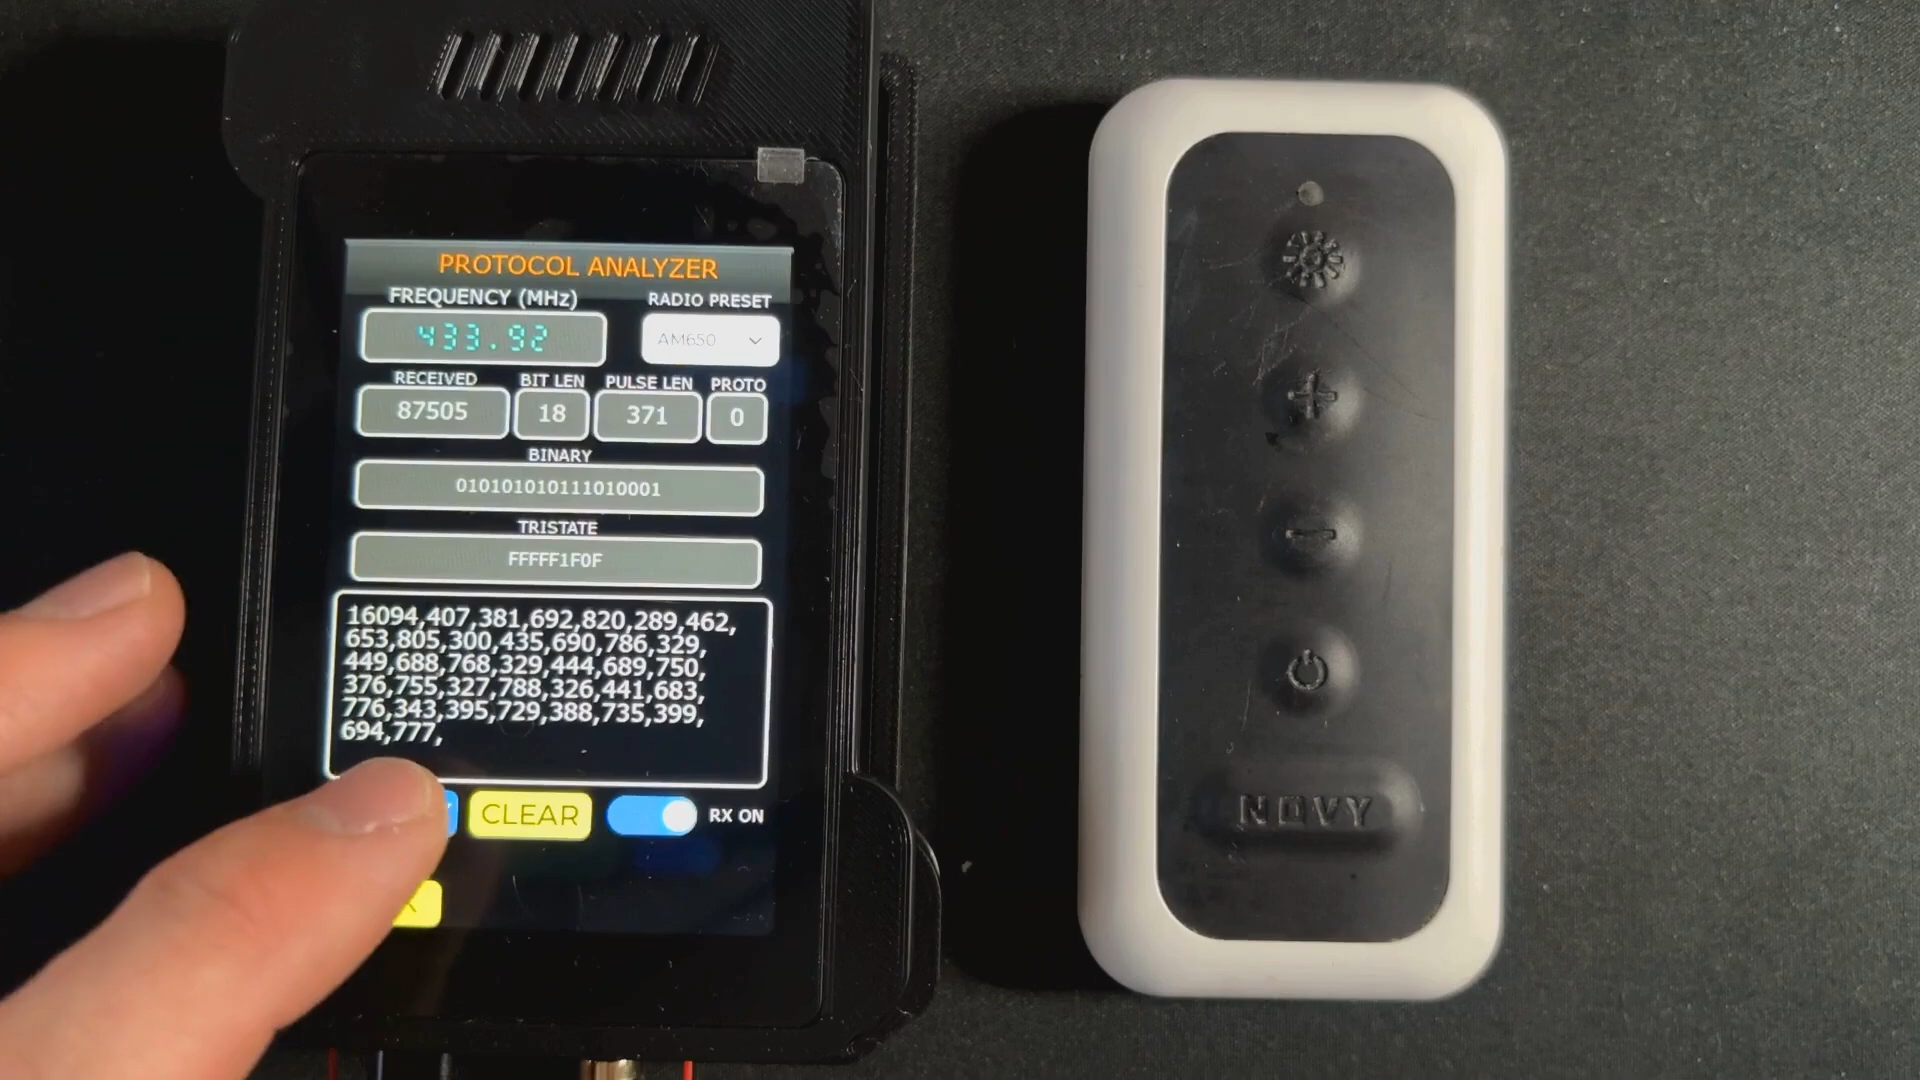 PROTOCOL ANALYZER
FREQUENCY (MHz)
RADIO PRESET
433.92
AM650
RECEIVED
BIT LEN
PULSE LEN
PROTO
87505
18
371
0
BINARY
010101010111010001
TRISTATE
FFFFF1F0F
16094,407,381,692,820,289,462,
653,805,300,435,690,786,329,
449,688,768,329,444,689,750,
376,755,327,788,326,441,683,
776,343,395,729,388,735,399,
694,777,
CLEAR
RX ON
NOVY